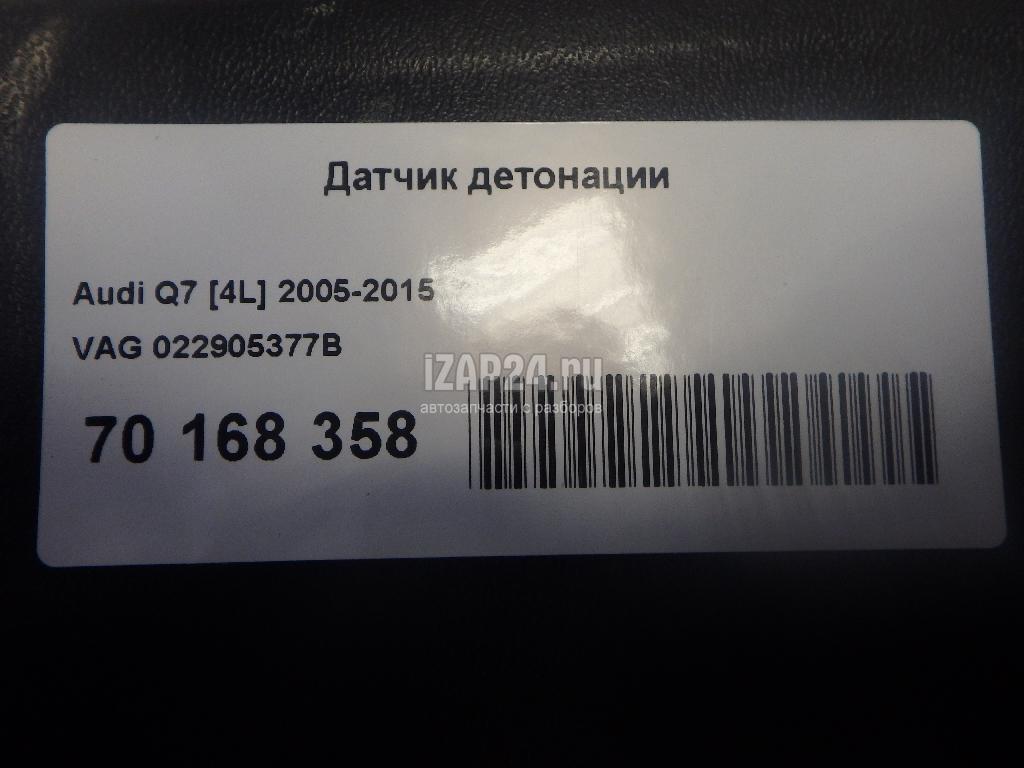 Датчик детонации
Audi Q7 [4L] 2005-2015
VAG 022905377B
iZAP24.ru
автозапчасти с разборов
70 168 358